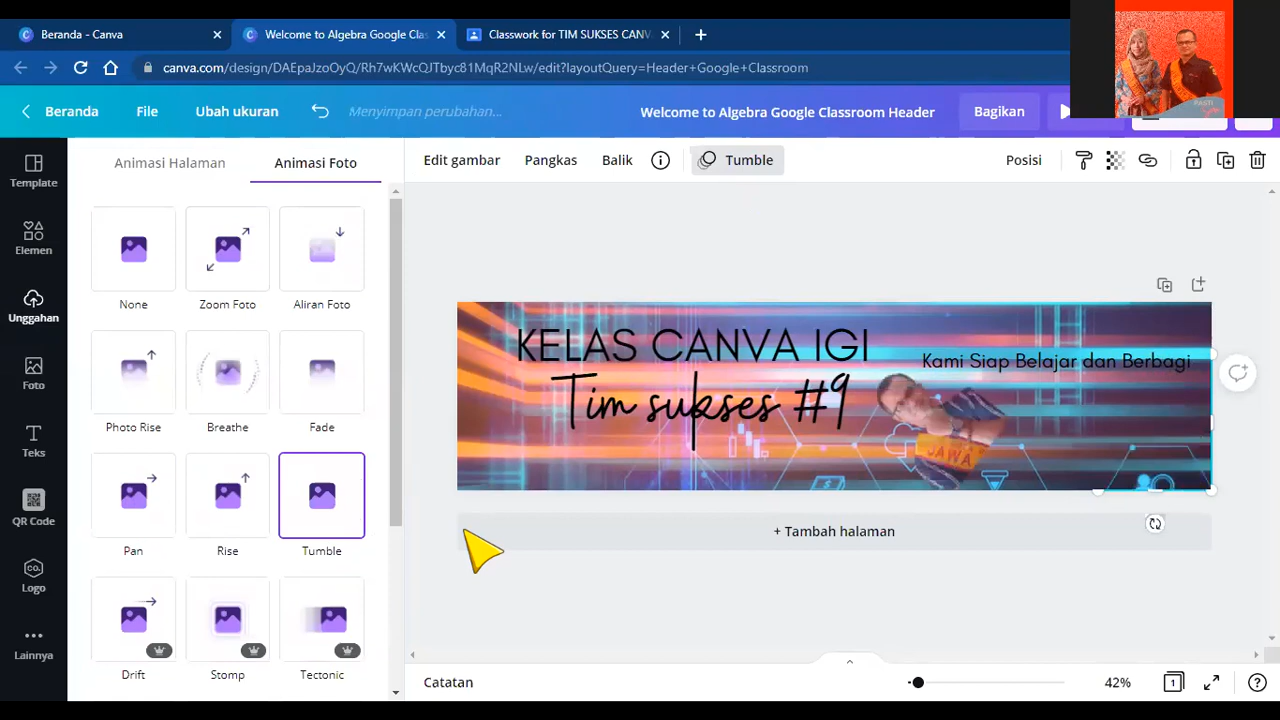 Beranda - Canva
Welcome to Algebra Google Clas
Classwork for TIM SUKSES CANV
canva.com/design/DAEpaJzoOyQ/Rh7wKWcQJTbyc81MqR2NLw/edit?layoutQuery=Header+Google+Classroom
Beranda
File
Ubah ukuran
Menyimpan perubahan...
Welcome to Algebra Google Classroom Header
Bagikan
PASTI
Template
Elemen
Unggahan
Foto
Teks
QR Code
Logo
Lainnya
Animasi Halaman
Animasi Foto
None
Zoom Foto
Aliran Foto
Photo Rise
Breathe
Fade
Pan
Rise
Tumble
Drift
Stomp
Tectonic
Edit gambar
Pangkas
Balik
Tumble
Posisi
KELAS CANVA IGI
Tim sukses #9
Kami Siap Belajar dan Berbagi
JAWA
+ Tambah halaman
Catatan
42%
1